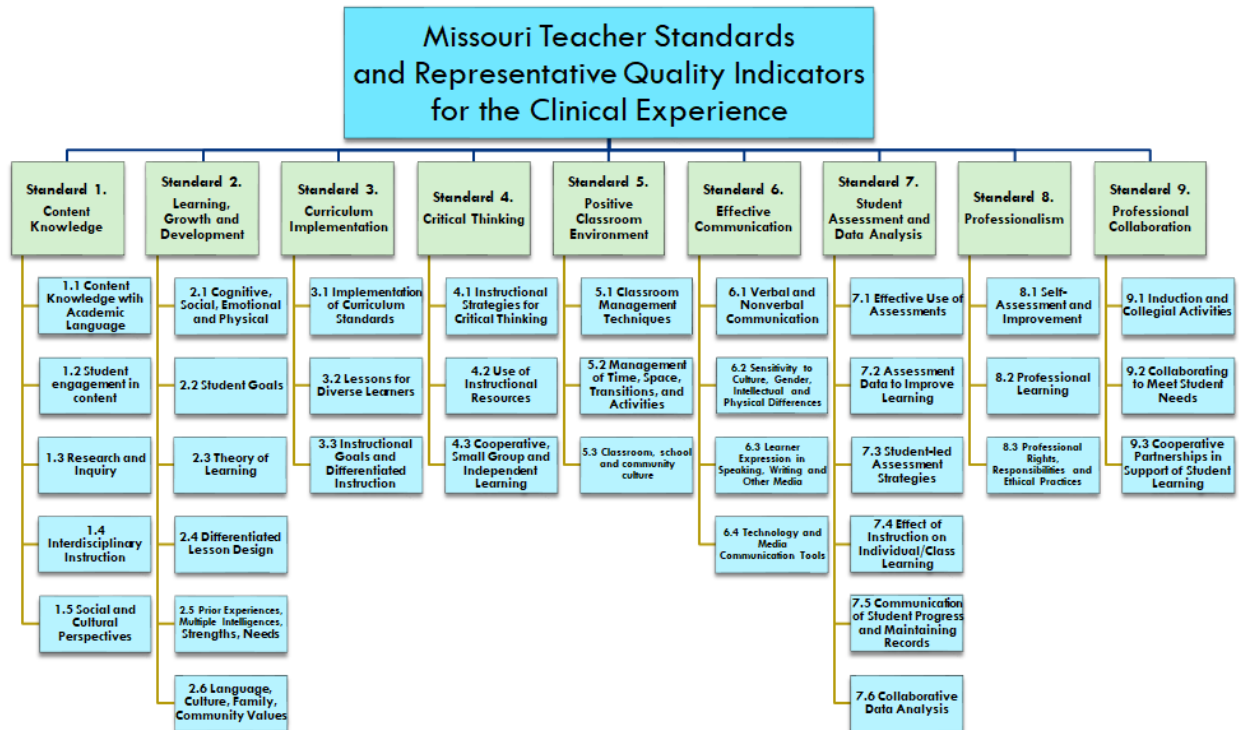 Missouri Teacher Standards
and Representative Quality Indicators
for the Clinical Experience
Standard 1.
Content
Knowledge
Standard 2.
Learning,
Growth and
Development
Standard 3.
Curriculum
Implementation
Standard 4.
Critical Thinking
Standard 5.
Positive
Classroom
Environment
Standard 6.
Effective
Communication
Standard 7.
Student
Assessment and
Data Analysis
Standard 8.
Professionalism
Standard 9.
Professional
Collaboration
1.1 Content
Knowledge wtih
Academic
Language
1.2 Student
engagement in
content
1.3 Research and
Inquiry
1.4
Interdisciplinary
Instruction
1.5 Social and
Cultural
Perspectives
2.1 Cognitive,
Social, Emotional
and Physical
2.2 Student Goals
2.3 Theory of
Learning
2.4 Differentiated
Lesson Design
2.5 Prior Experiences,
Multiple Intelligences,
Strengths, Needs
2.6 Language,
Culture, Family,
Community Values
3.1 Implementation
of Curriculum
Standards
3.2 Lessons for
Diverse Learners
3.3 Instructional
Goals and
Differentiated
Instruction
4.1 Instructional
Strategies for
Critical Thinking
4.2 Use of
Instructional
Resources
4.3 Cooperative,
Small Group and
Independent
Learning
5.1 Classroom
Management
Techniques
5.2 Management
of Time, Space,
Transitions, and
Activities
5.3 Classroom, school
and community
culture
6.1 Verbal and
Nonverbal
Communication
6.2 Sensitivity to
Culture, Gender,
Intellectual and
Physical Differences
6.3 Learner
Expression in
Speaking, Writing and
Other Media
6.4 Technology and
Media
Communication Tools
7.1 Effective Use of
Assessments
7.2 Assessment
Data to Improve
Learning
7.3 Student-led
Assessment
Strategies
7.4 Effect of
Instruction on
Individual/Class
Learning
7.5 Communication
of Student Progress
and Maintaining
Records
7.6 Collaborative
Data Analysis
8.1 Self-
Assessment and
Improvement
8.2 Professional
Learning
8.3 Professional
Rights,
Responsibilities and
Ethical Practices
9.1 Induction and
Collegial Activities
9.2 Collaborating
to Meet Student
Needs
9.3 Cooperative
Partnerships in
Support of Student
Learning